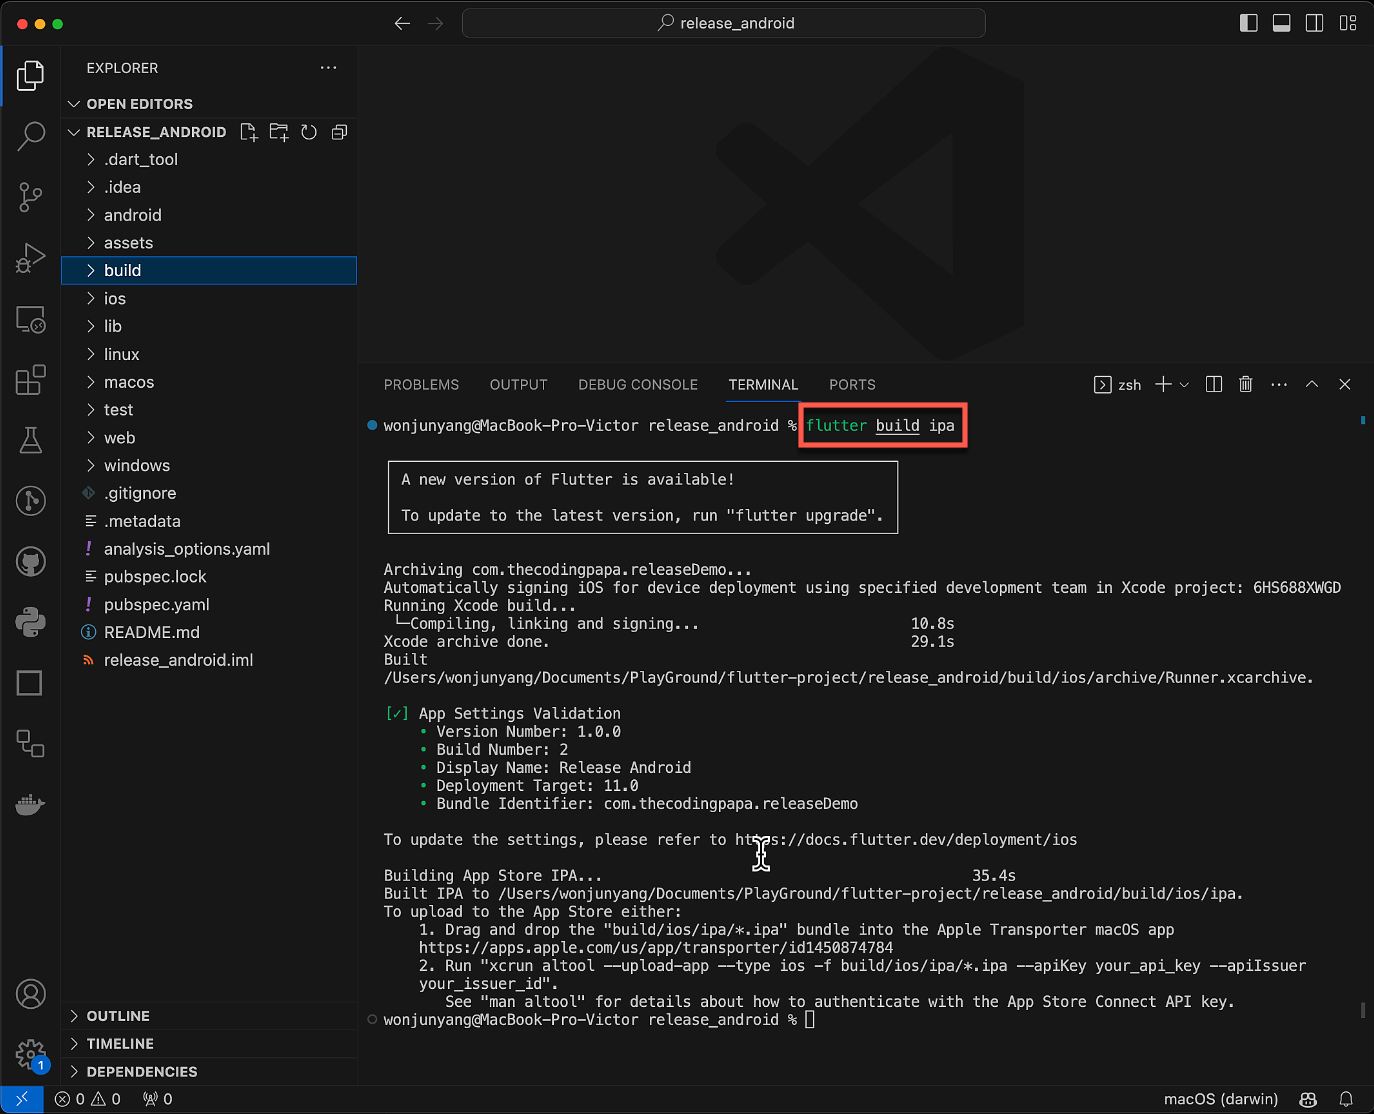 release_android
EXPLORER
OPEN EDITORS
RELEASE_ANDROID
.dart_tool
.idea
android
assets
build
ios
lib
linux
macos
test
web
windows
.gitignore
.metadata
analysis_options.yaml
pubspec.lock
pubspec.yaml
README.md
release_android.iml
OUTLINE
TIMELINE
DEPENDENCIES
1
PROBLEMS OUTPUT DEBUG CONSOLE TERMINAL PORTS zsh
wonjunyang@MacBook-Pro-Victor release_android % flutter build ipa
A new version of Flutter is available!
To update to the latest version, run "flutter upgrade".
Archiving com.thecodingpapa.releaseDemo...
Automatically signing iOS for device deployment using specified development team in Xcode project: 6HS688XWGD
Running Xcode build...
└─Compiling, linking and signing... 10.8s
Xcode archive done. 29.1s
Built
/Users/wonjunyang/Documents/PlayGround/flutter-project/release_android/build/ios/archive/Runner.xcarchive.
[✓] App Settings Validation
• Version Number: 1.0.0
• Build Number: 2
• Display Name: Release Android
• Deployment Target: 11.0
• Bundle Identifier: com.thecodingpapa.releaseDemo
To update the settings, please refer to https://docs.flutter.dev/deployment/ios
Building App Store IPA... 35.4s
Built IPA to /Users/wonjunyang/Documents/PlayGround/flutter-project/release_android/build/ios/ipa.
To upload to the App Store either:
1. Drag and drop the "build/ios/ipa/*.ipa" bundle into the Apple Transporter macOS app
https://apps.apple.com/us/app/transporter/id1450874784
2. Run "xcrun altool --upload-app --type ios -f build/ios/ipa/*.ipa --apiKey your_api_key --apiIssuer
your_issuer_id".
See "man altool" for details about how to authenticate with the App Store Connect API key.
wonjunyang@MacBook-Pro-Victor release_android %
0 0 0 macOS (darwin)